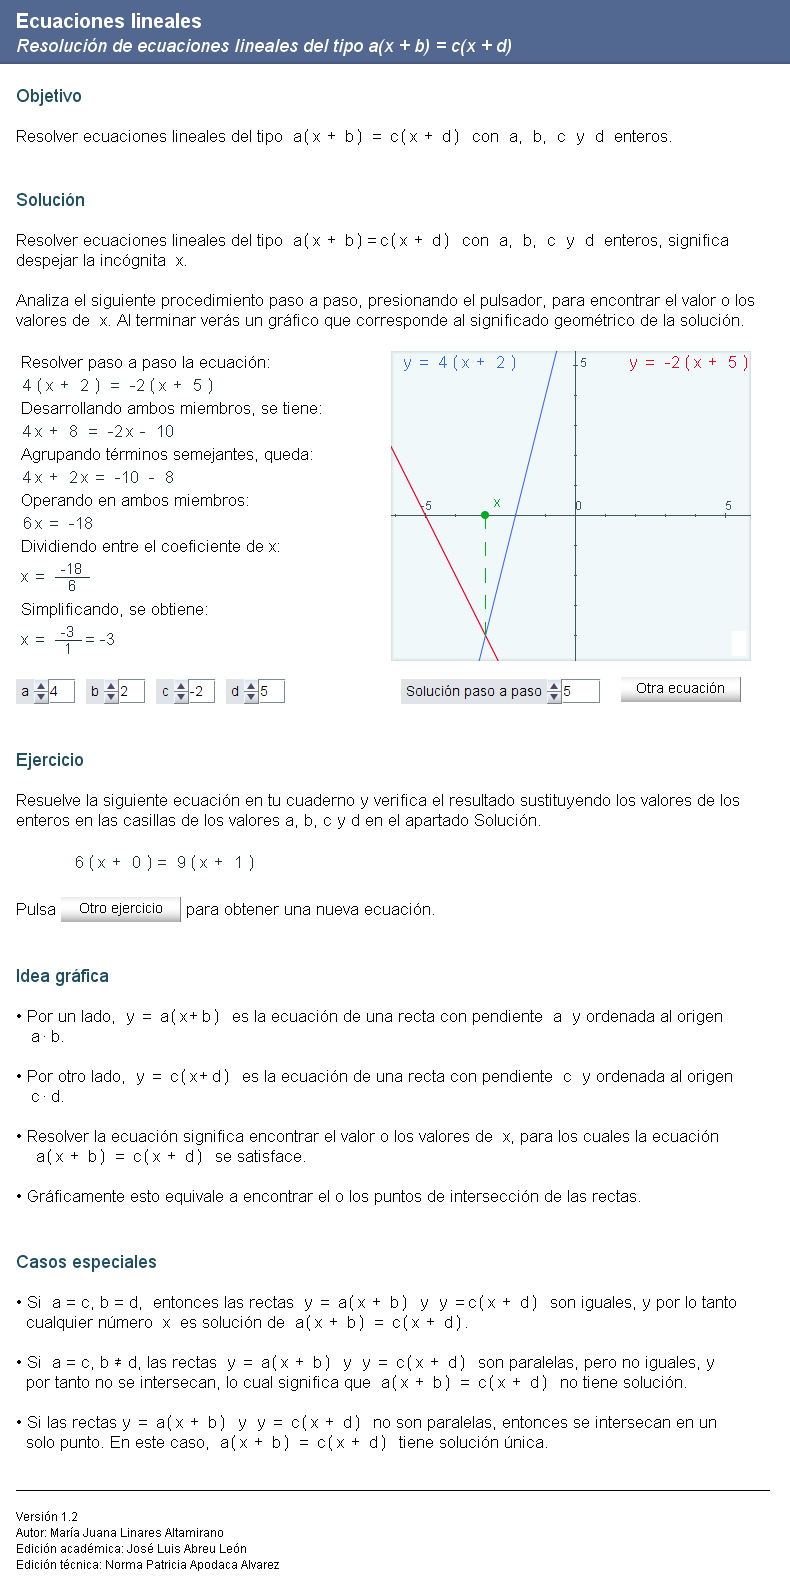 Ecuaciones lineales
Resolución de ecuaciones lineales del tipo a(x + b) = c(x + d)
Objetivo
Resolver ecuaciones lineales del tipo a(x + b) = c(x + d) con a, b, c y d enteros.
Solución
Resolver ecuaciones lineales del tipo a(x + b)=c(x + d) con a, b, c y d enteros, significa
despejar la incógnita x.
Analiza el siguiente procedimiento paso a paso, presionando el pulsador, para encontrar el valor o los
valores de x. Al terminar verás un gráfico que corresponde al significado geométrico de la solución.
Resolver paso a paso la ecuación:
4(x + 2) = -2(x + 5)
Desarrollando ambos miembros, se tiene:
4x + 8 = -2x - 10
Agrupando términos semejantes, queda:
4x + 2x = -10 - 8
Operando en ambos miembros:
6x = -18
Dividiendo entre el coeficiente de x:
x = -18
6
Simplificando, se obtiene:
x = -3 = -3
1
y = 4(x + 2)
5
y = -2(x + 5)
x
-5
0
5
a 4 b 2 c -2 d 5
Solución paso a paso 5
Otra ecuación
Ejercicio
Resuelve la siguiente ecuación en tu cuaderno y verifica el resultado sustituyendo los valores de los
enteros en las casillas de los valores a, b, c y d en el apartado Solución.
6(x + 0)= 9(x + 1)
Pulsa Otro ejercicio para obtener una nueva ecuación.
Idea gráfica
• Por un lado, y = a(x+b) es la ecuación de una recta con pendiente a y ordenada al origen
a·b.
• Por otro lado, y = c(x+d) es la ecuación de una recta con pendiente c y ordenada al origen
c·d.
• Resolver la ecuación significa encontrar el valor o los valores de x, para los cuales la ecuación
a(x + b) = c(x + d) se satisface.
• Gráficamente esto equivale a encontrar el o los puntos de intersección de las rectas.
Casos especiales
• Si a = c, b = d, entonces las rectas y = a(x + b) y y=c(x + d) son iguales, y por lo tanto
cualquier número x es solución de a(x + b) = c(x + d).
• Si a = c, b ≠ d, las rectas y = a(x + b) y y = c(x + d) son paralelas, pero no iguales, y
por tanto no se intersecan, lo cual significa que a(x + b) = c(x + d) no tiene solución.
• Si las rectas y = a(x + b) y y = c(x + d) no son paralelas, entonces se intersecan en un
solo punto. En este caso, a(x + b) = c(x + d) tiene solución única.
Versión 1.2
Autor: María Juana Linares Altamirano
Edición académica: José Luis Abreu León
Edición técnica: Norma Patricia Apodaca Alvarez